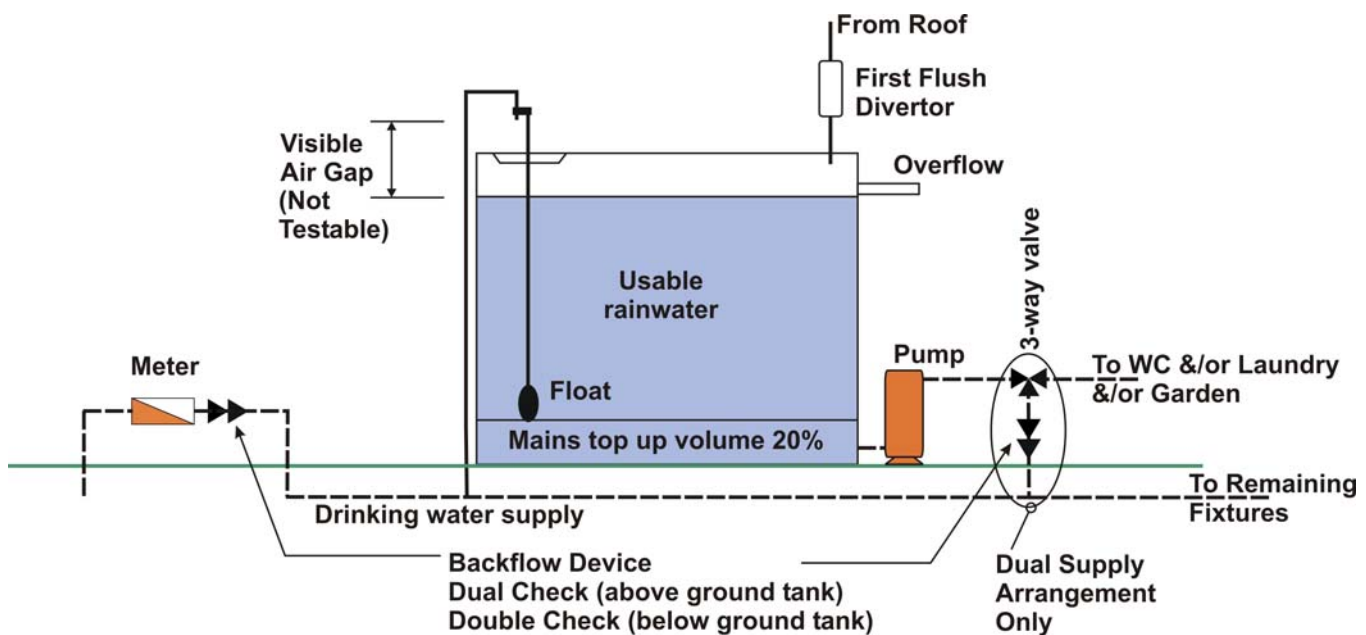 From Roof
First Flush
Divertor
Visible
Air Gap
(Not
Testable)
Overflow
Usable
rainwater
3-way valve
Meter
Float
Pump
To WC &/or Laundry
&/or Garden
Mains top up volume 20%
Drinking water supply
To Remaining
Fixtures
Backflow Device
Dual Check (above ground tank)
Double Check (below ground tank)
Dual Supply
Arrangement
Only